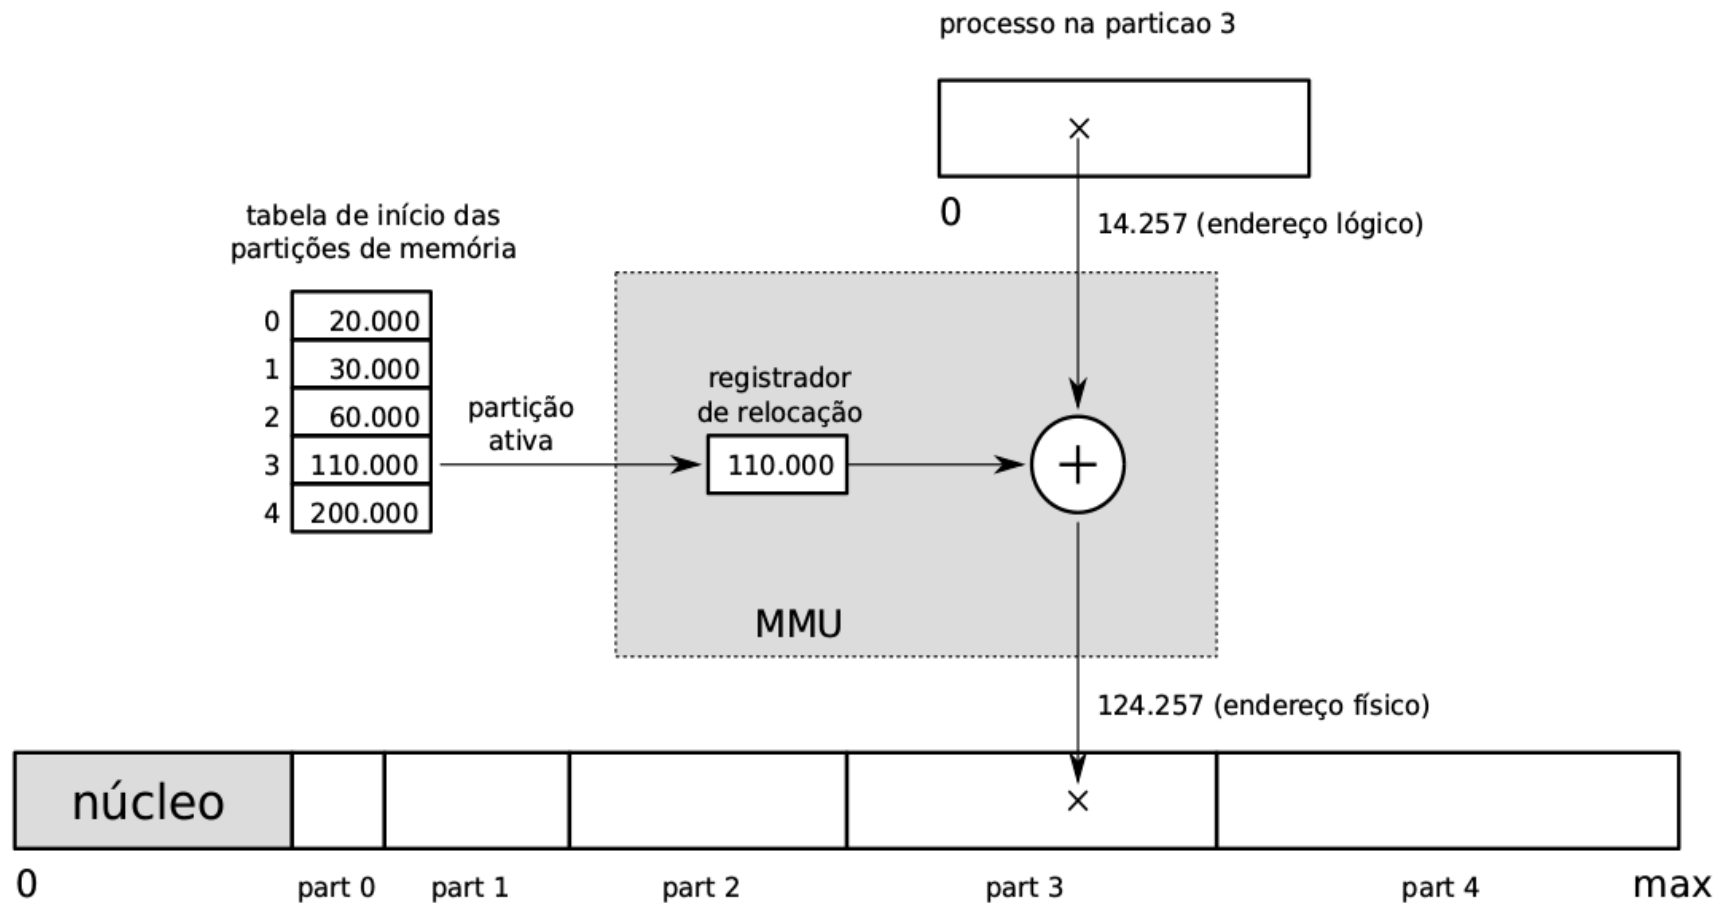 processo na particao 3
0
14.257 (endereço lógico)
tabela de início das
partições de memória
0 20.000
1 30.000
2 60.000
3 110.000
4 200.000
partição
ativa
registrador
de relocação
110.000
+
MMU
124.257 (endereço físico)
núcleo
0
part 0
part 1
part 2
part 3
part 4
max